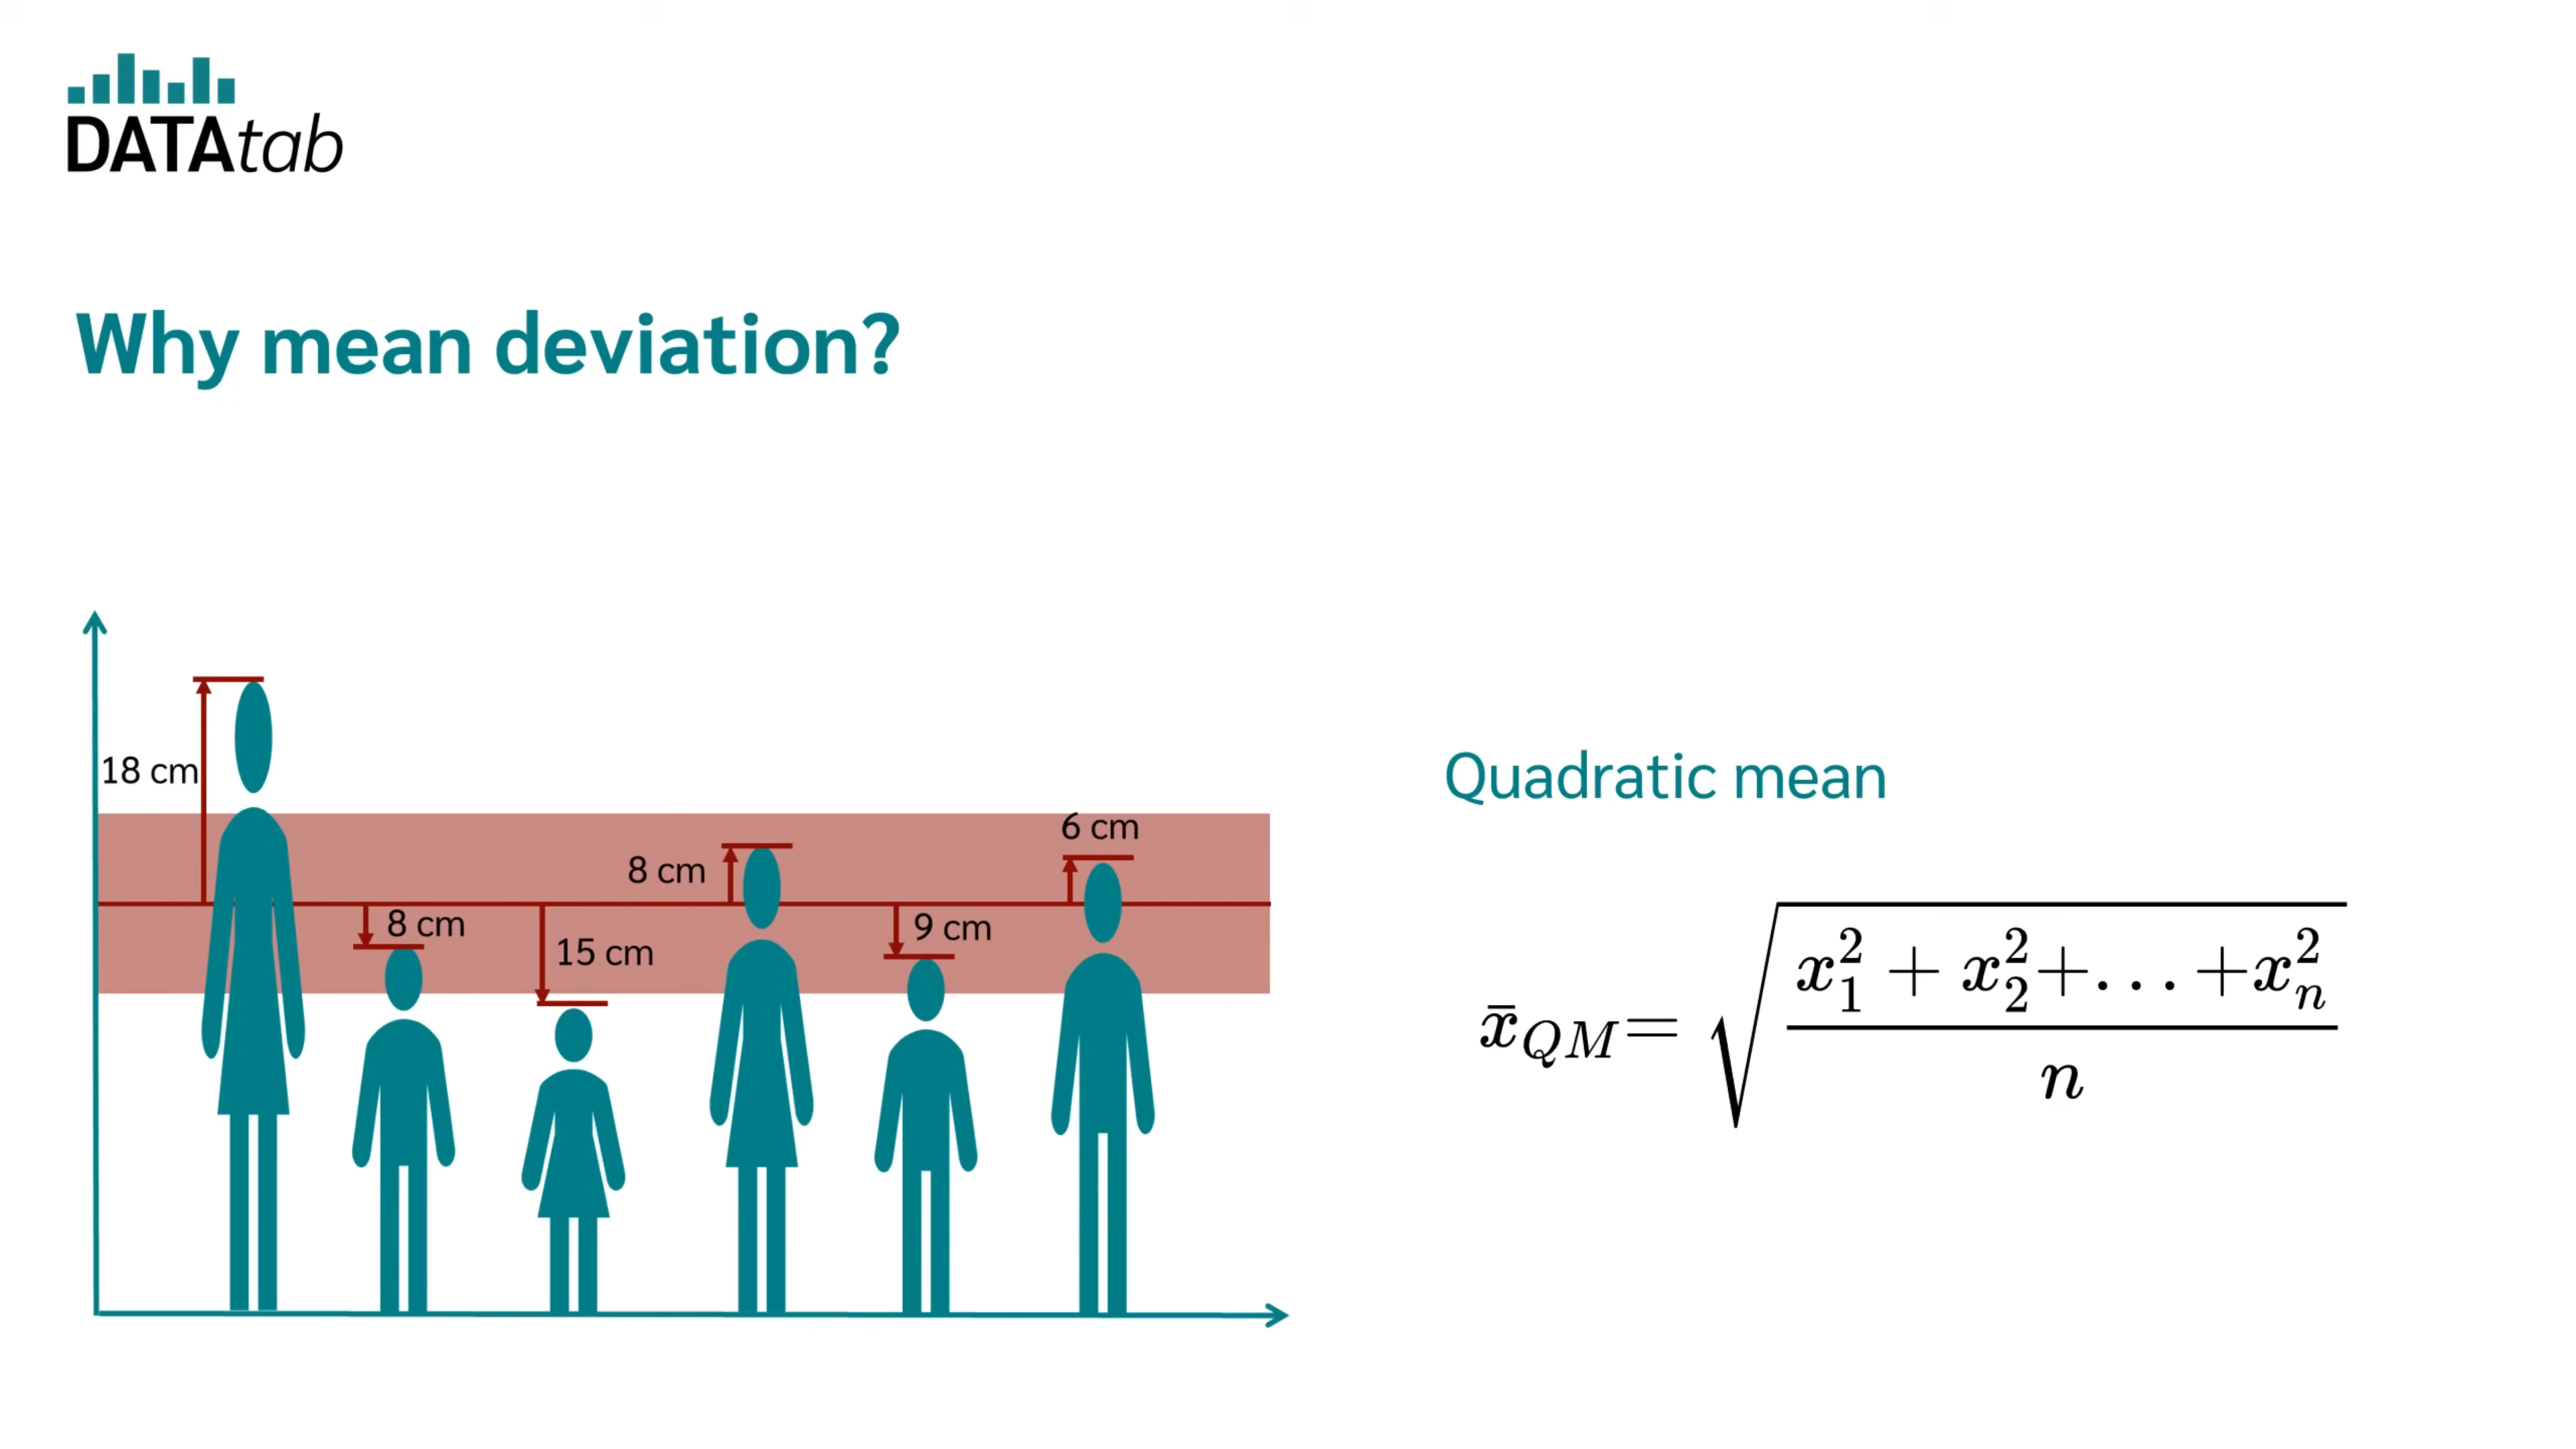 DATAtab
Why mean deviation?
18 cm
8 cm
15 cm
8 cm
9 cm
6 cm
Quadratic mean
x̄_QM = √((x₁² + x₂² + ... + xₙ²) / n)